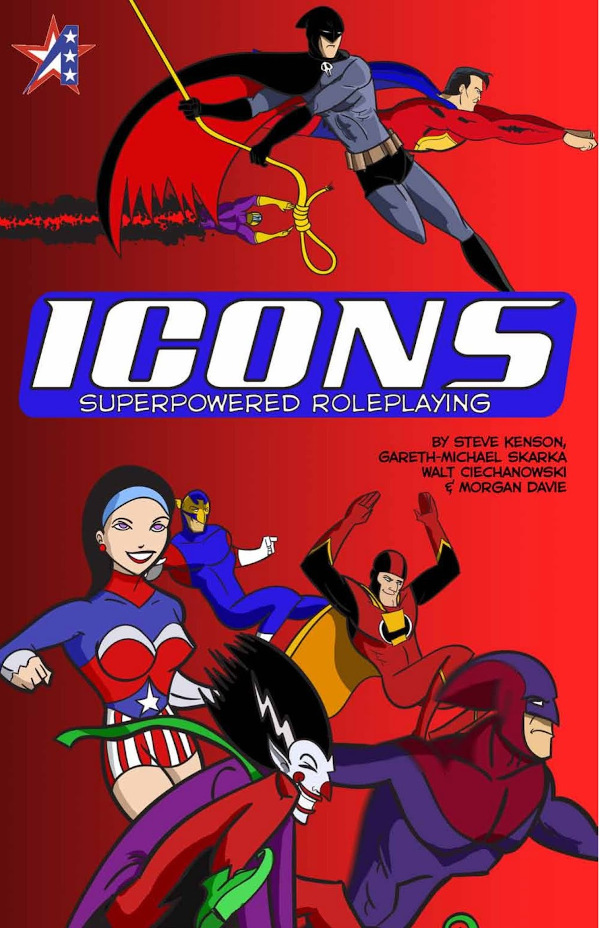 ICONS
SUPERPOWERED ROLEPLAYING
BY STEVE KENSON,
GARETH-MICHAEL SKARKA
WALT CIECHANOWSKI
& MORGAN DAVIE